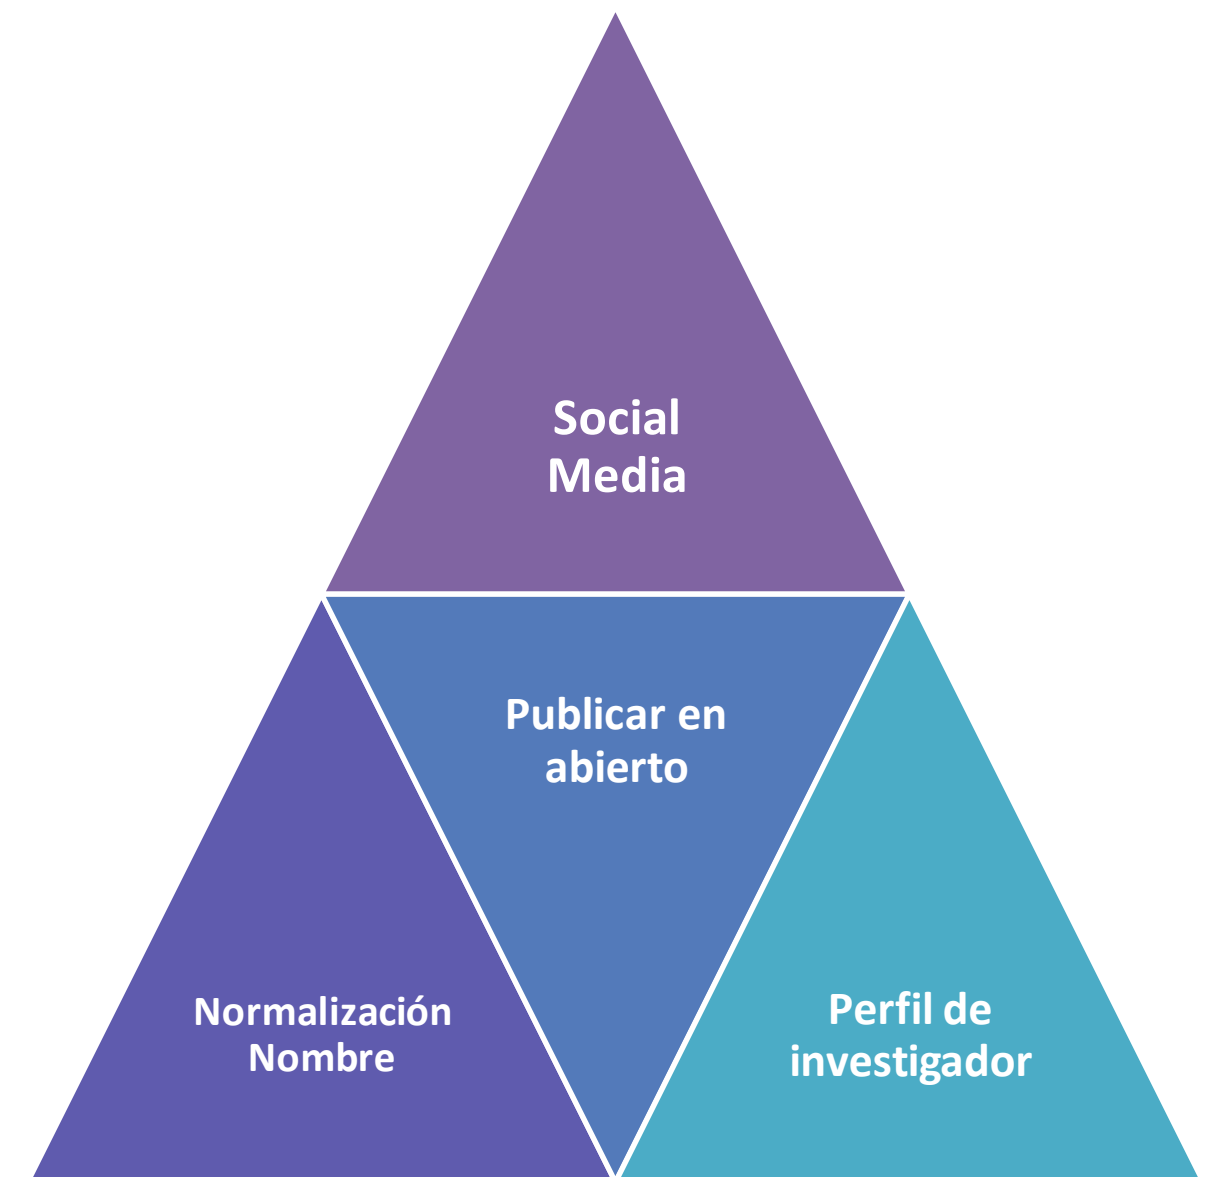 Social
Media
Publicar en
abierto
Normalización
Nombre
Perfil de
investigador